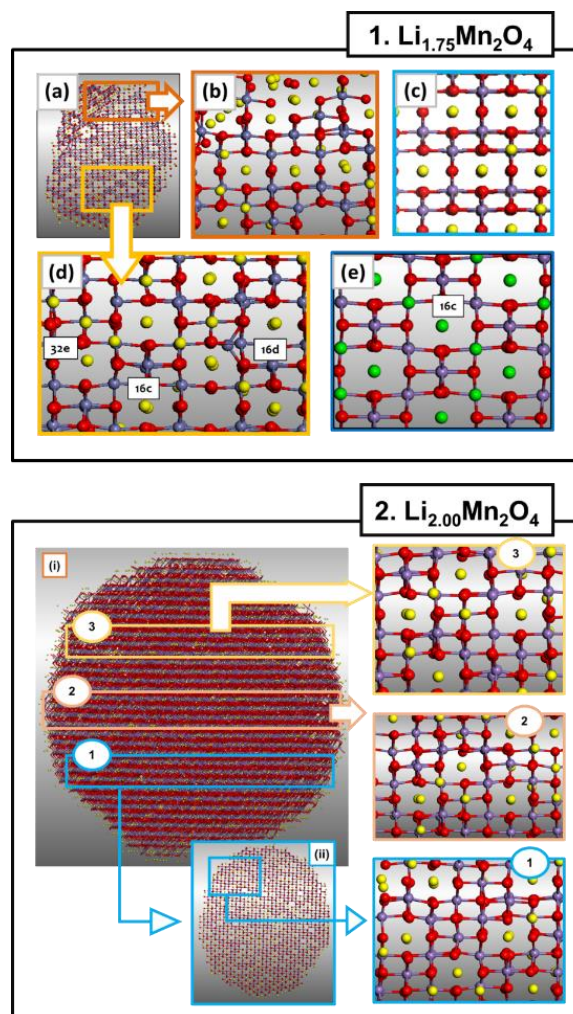 1. Li1.75Mn2O4
(a)
(b)
(c)
(d)
(e)
32e
16c
16d
16c
2. Li2.00Mn2O4
(i)
3
2
1
(ii)
3
2
1